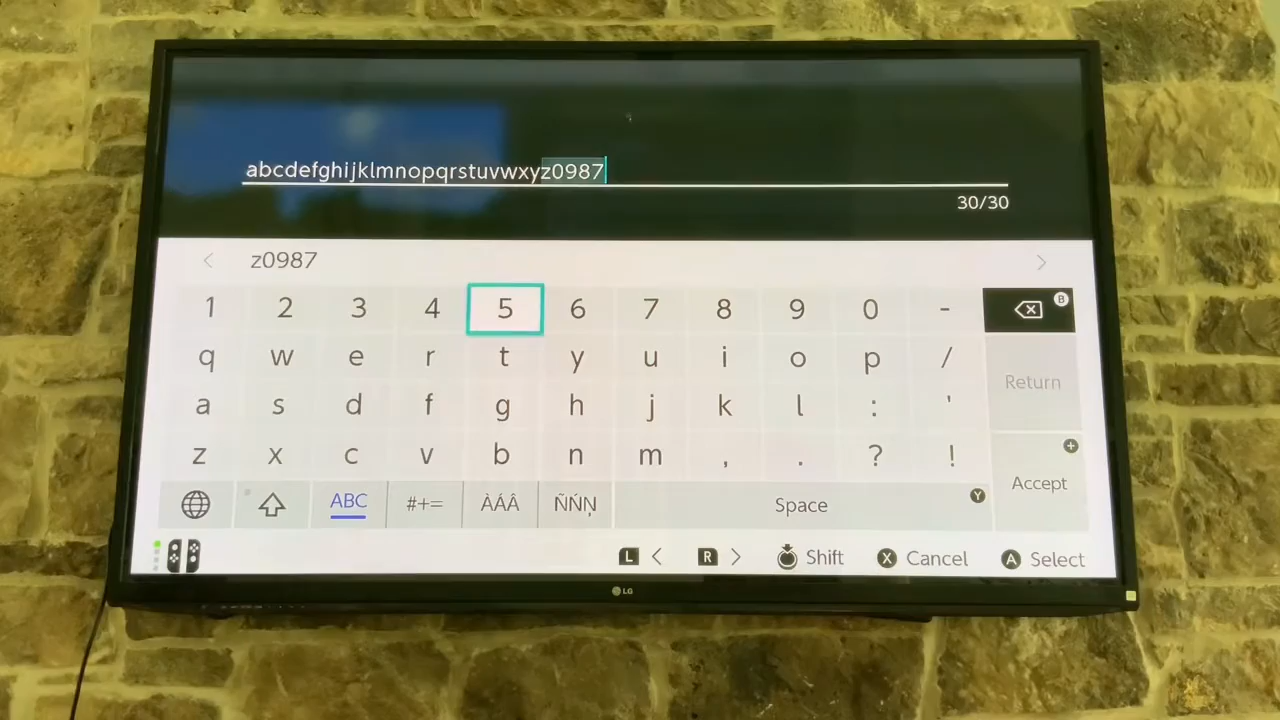 abcdefghijklmnopqrstuvwxyz0987
30/30
< z0987 >
1 2 3 4 5 6 7 8 9 0 - B
q w e r t y u i o p / Return
a s d f g h j k l : '
z x c v b n m , . ? ! + Accept
ABC #+= ÀÁÂ ÑŃŅ Space Y
L < R > Shift X Cancel A Select
LG